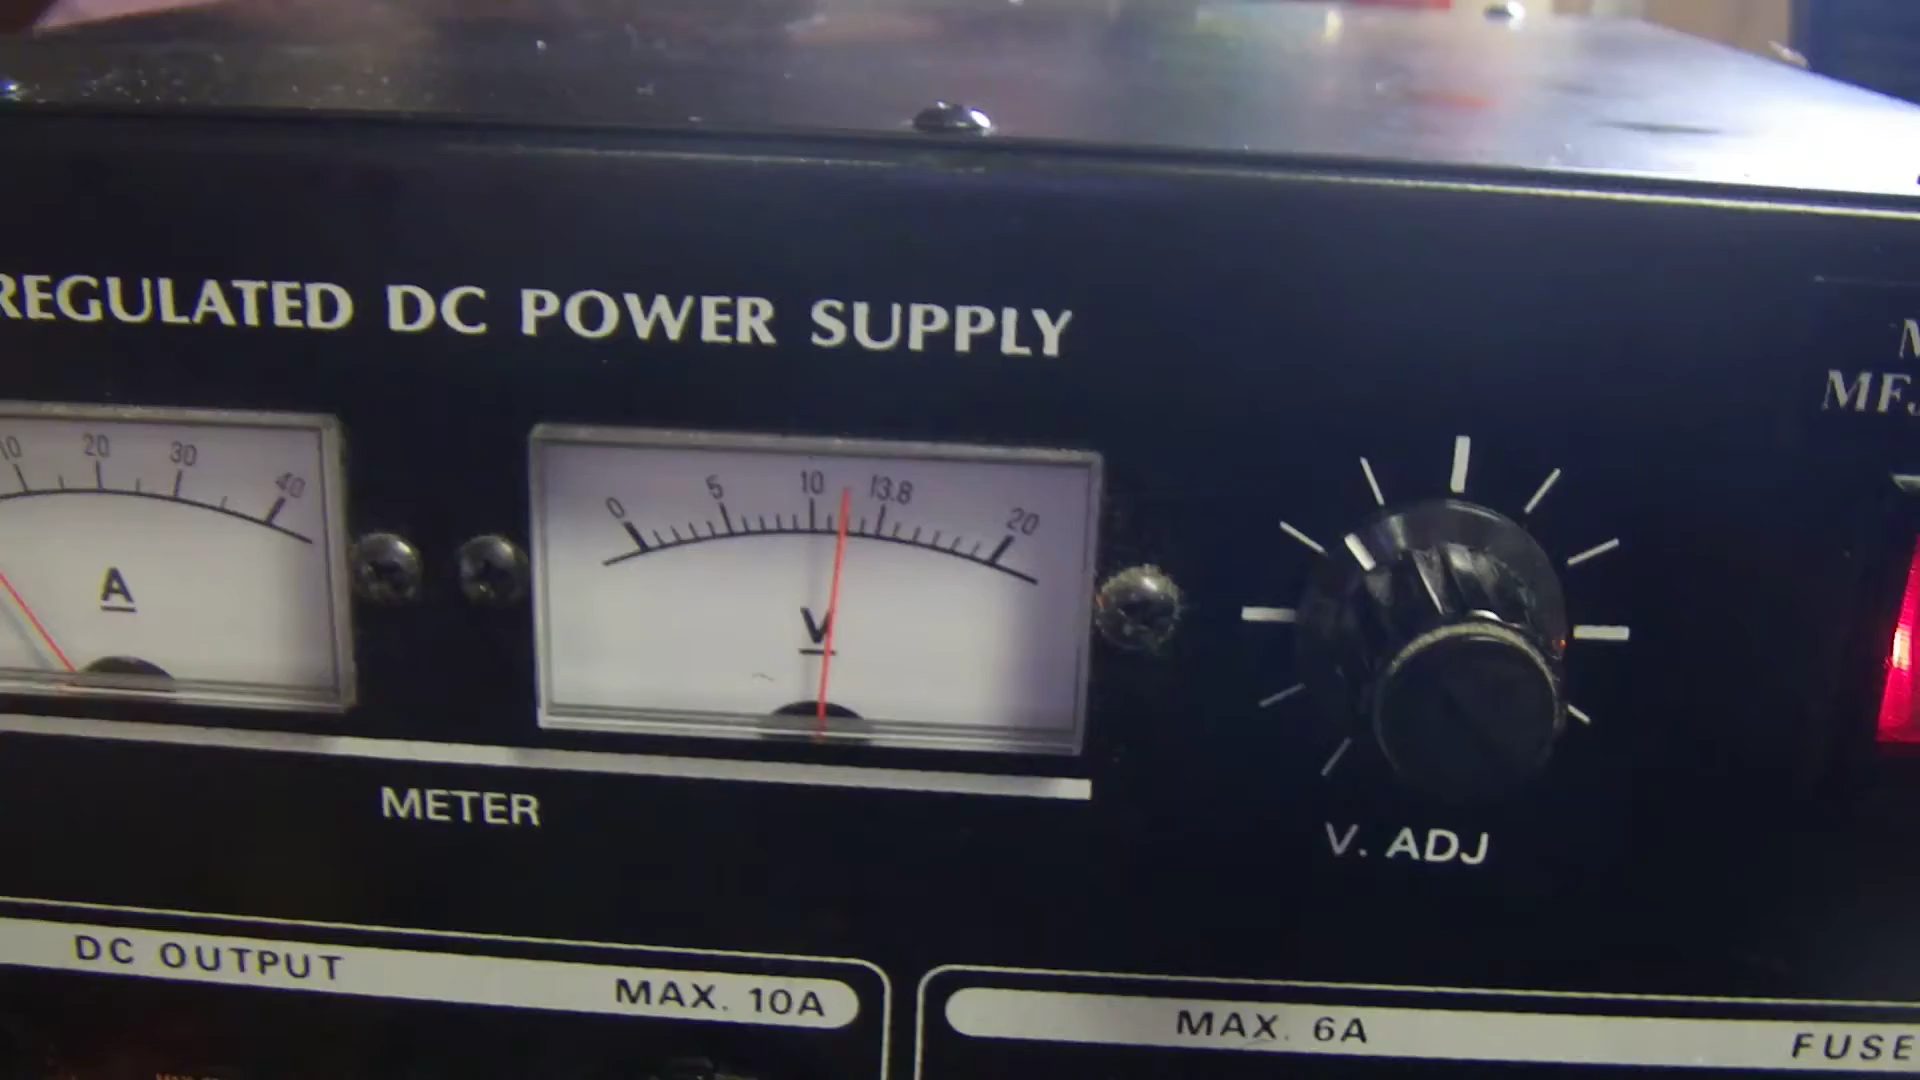 REGULATED DC POWER SUPPLY
MFJ
10 20 30 40
0 5 10 13.8 20
A
V
METER
V. ADJ
DC OUTPUT
MAX. 10A
MAX. 6A
FUSE